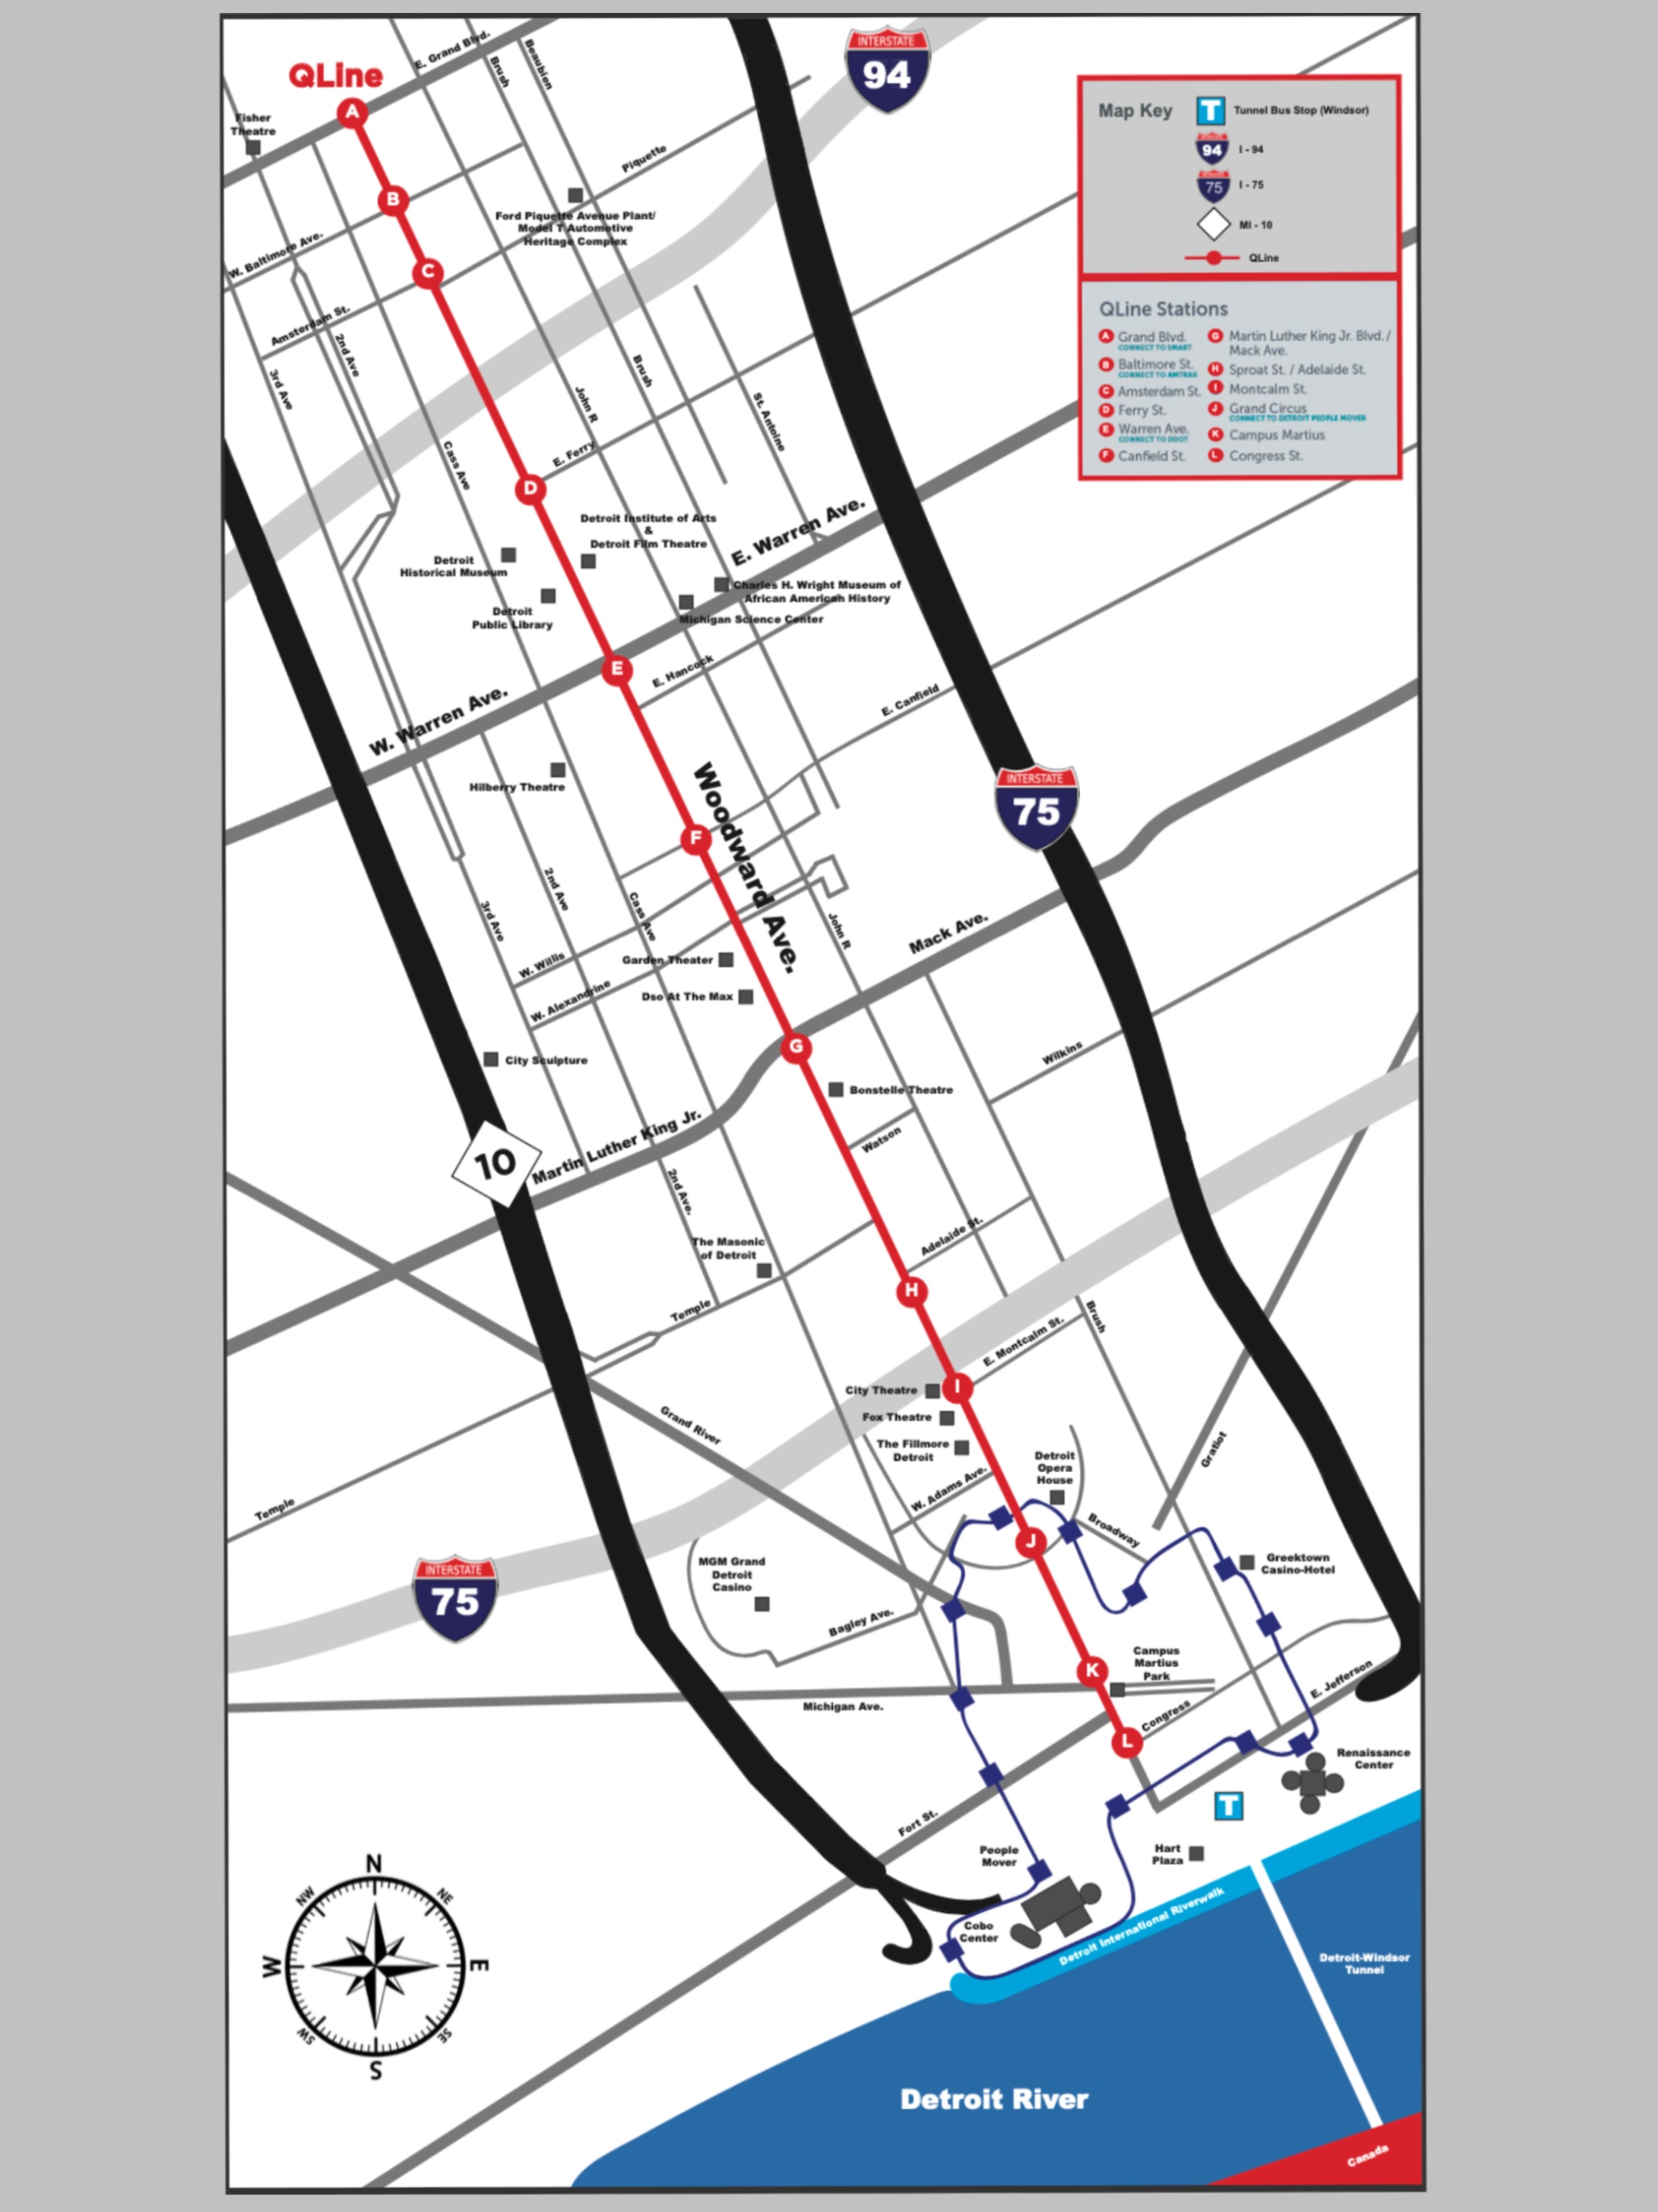 E. Grand Blvd.
Brush
Beaubien
QLine
A
Fisher
Theatre
INTERSTATE
94
Map Key
T
Tunnel Bus Stop (Windsor)
94
I - 94
75
I - 75
MI - 10
QLine
QLine Stations
A Grand Blvd.
CONNECT TO SMART
B Baltimore St.
CONNECT TO AMTRAK
C Amsterdam St.
D Ferry St.
E Warren Ave.
CONNECT TO DDOT
F Canfield St.
G Martin Luther King Jr. Blvd. /
Mack Ave.
H Sproat St. / Adelaide St.
I Montcalm St.
J Grand Circus
CONNECT TO DETROIT PEOPLE MOVER
K Campus Martius
L Congress St.
Piquette
B
Ford Piquette Avenue Plant/
Model T Automotive
Heritage Complex
W. Baltimore Ave.
C
Amsterdam St.
2nd Ave
3rd Ave
John R
Brush
St. Antoine
Cass Ave
E. Ferry
D
Detroit Institute of Arts
&
Detroit Film Theatre
E. Warren Ave.
Detroit
Historical Museum
Charles H. Wright Museum of
African American History
Detroit
Public Library
Michigan Science Center
E
E. Hancock
W. Warren Ave.
E. Canfield
Hilberry Theatre
Woodward Ave.
INTERSTATE
75
F
2nd Ave
3rd Ave
Cass Ave
John R
Mack Ave.
W. Willis
Garden Theater
W. Alexandrine
Dso At The Max
G
City Sculpture
Wilkins
Bonstelle Theatre
Martin Luther King Jr.
Watson
10
2nd Ave.
The Masonic
of Detroit
Adelaide St.
H
Temple
Brush
E. Montcalm St.
City Theatre
I
Fox Theatre
Grand River
The Fillmore
Detroit
Detroit
Opera
House
Gratiot
W. Adams Ave.
Temple
Broadway
J
MGM Grand
Detroit
Casino
Greektown
Casino-Hotel
INTERSTATE
75
Bagley Ave.
Campus
Martius
Park
K
E. Jefferson
Michigan Ave.
Congress
L
Renaissance
Center
T
Fort St.
People
Mover
Hart
Plaza
Cobo
Center
Detroit International Riverwalk
Detroit-Windsor
Tunnel
N
NE
E
SE
S
SW
W
NW
Detroit River
Canada